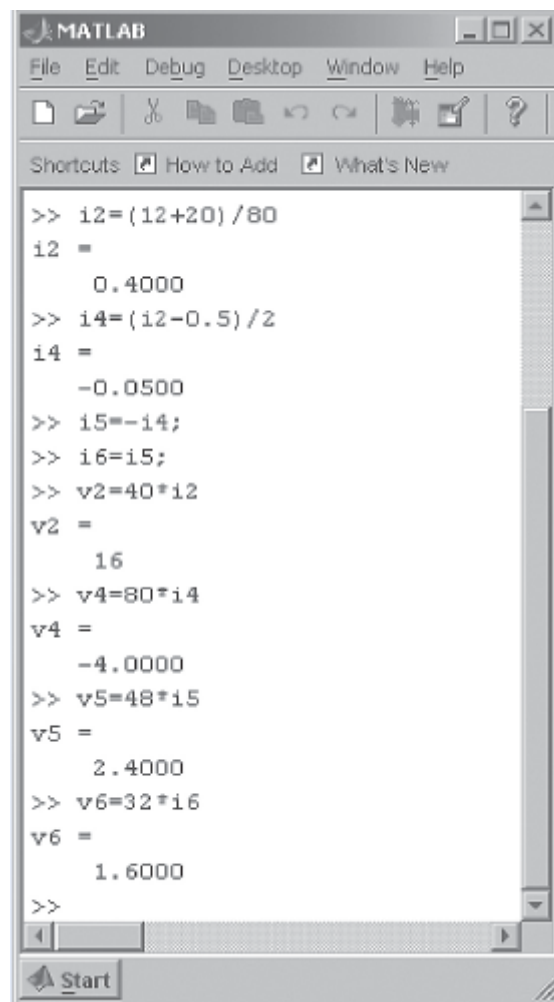 MATLAB
File Edit Debug Desktop Window Help
Shortcuts How to Add What's New
>> i2=(12+20)/80
i2 =
0.4000
>> i4=(i2-0.5)/2
i4 =
-0.0500
>> i5=-i4;
>> i6=i5;
>> v2=40*i2
v2 =
16
>> v4=80*i4
v4 =
-4.0000
>> v5=48*i5
v5 =
2.4000
>> v6=32*i6
v6 =
1.6000
>>
Start